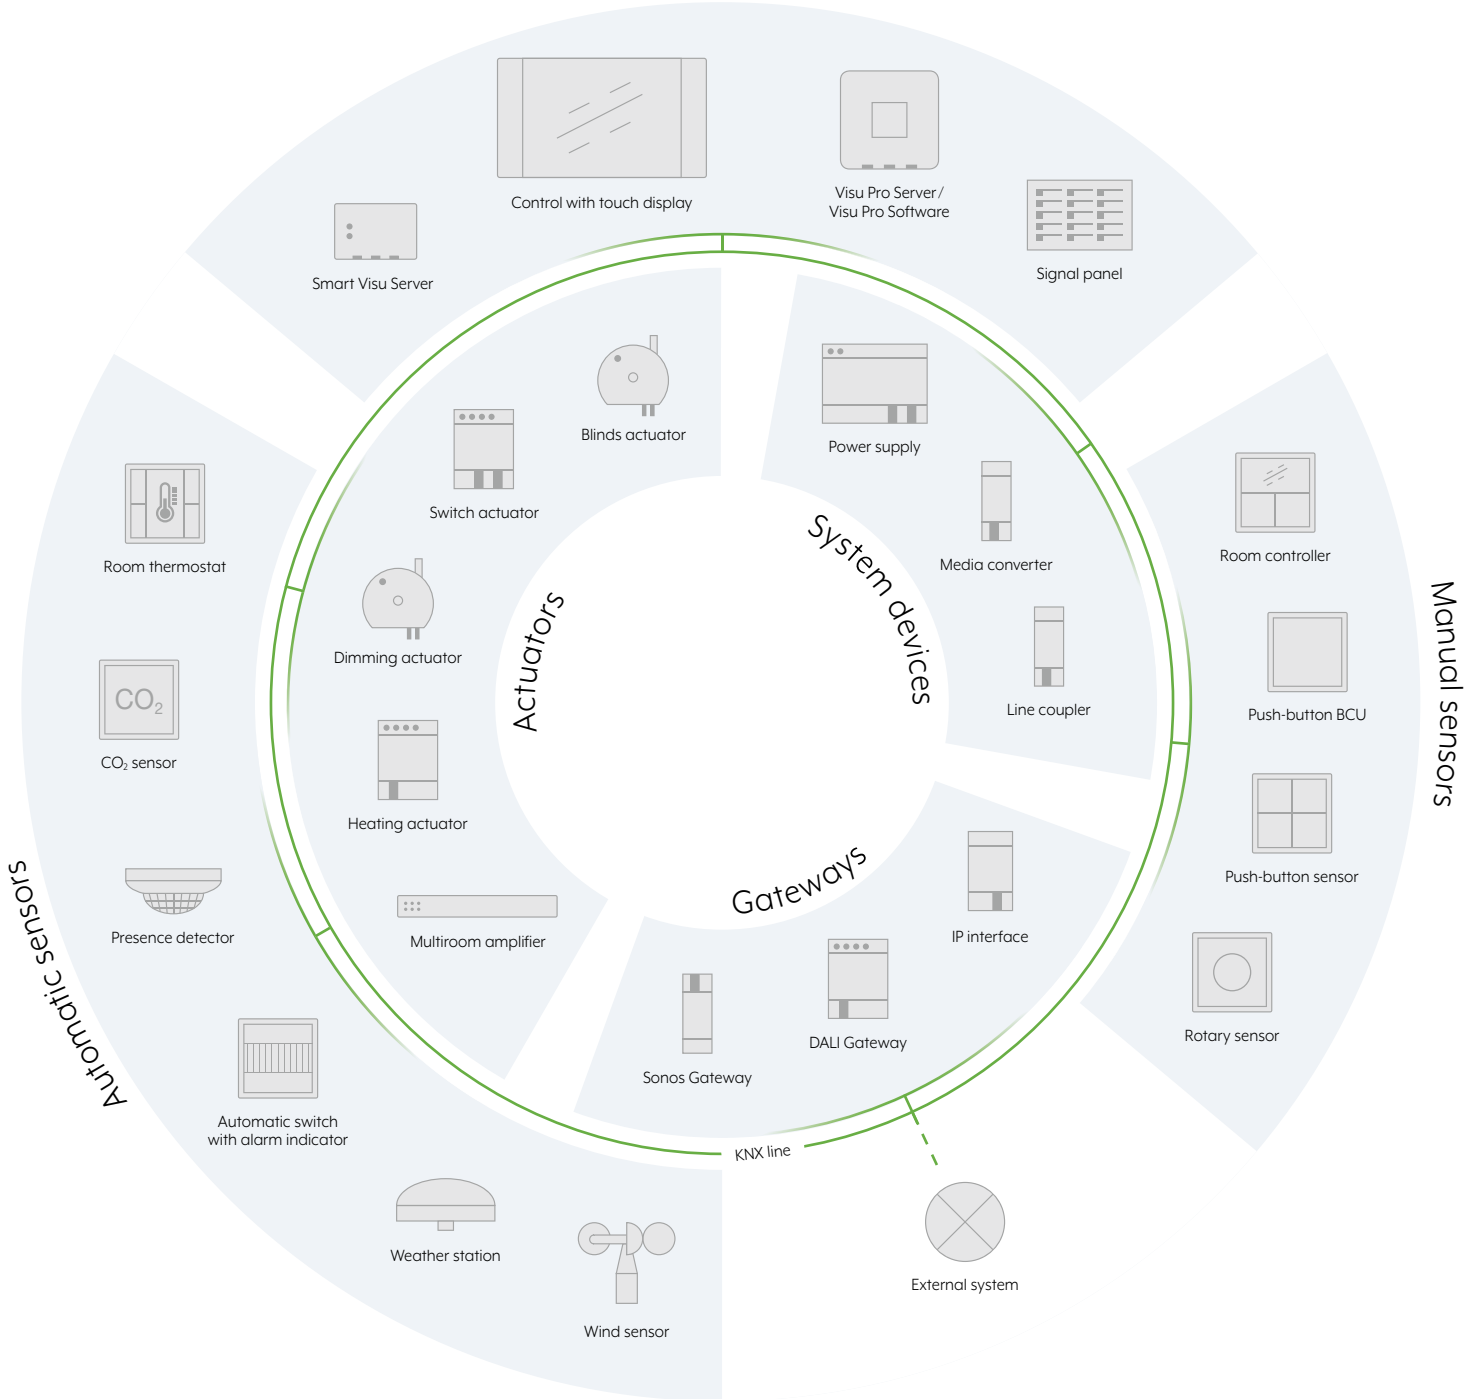 Control with touch display
Visu Pro Server/
Visu Pro Software
Smart Visu Server
Signal panel
Actuators
Blinds actuator
Switch actuator
Dimming actuator
Heating actuator
Multiroom amplifier
System devices
Power supply
Media converter
Line coupler
Gateways
IP interface
DALI Gateway
Sonos Gateway
Manual sensors
Room controller
Push-button BCU
Push-button sensor
Rotary sensor
Automatic sensors
Room thermostat
CO₂
CO₂ sensor
Presence detector
Automatic switch
with alarm indicator
Weather station
Wind sensor
KNX line
External system